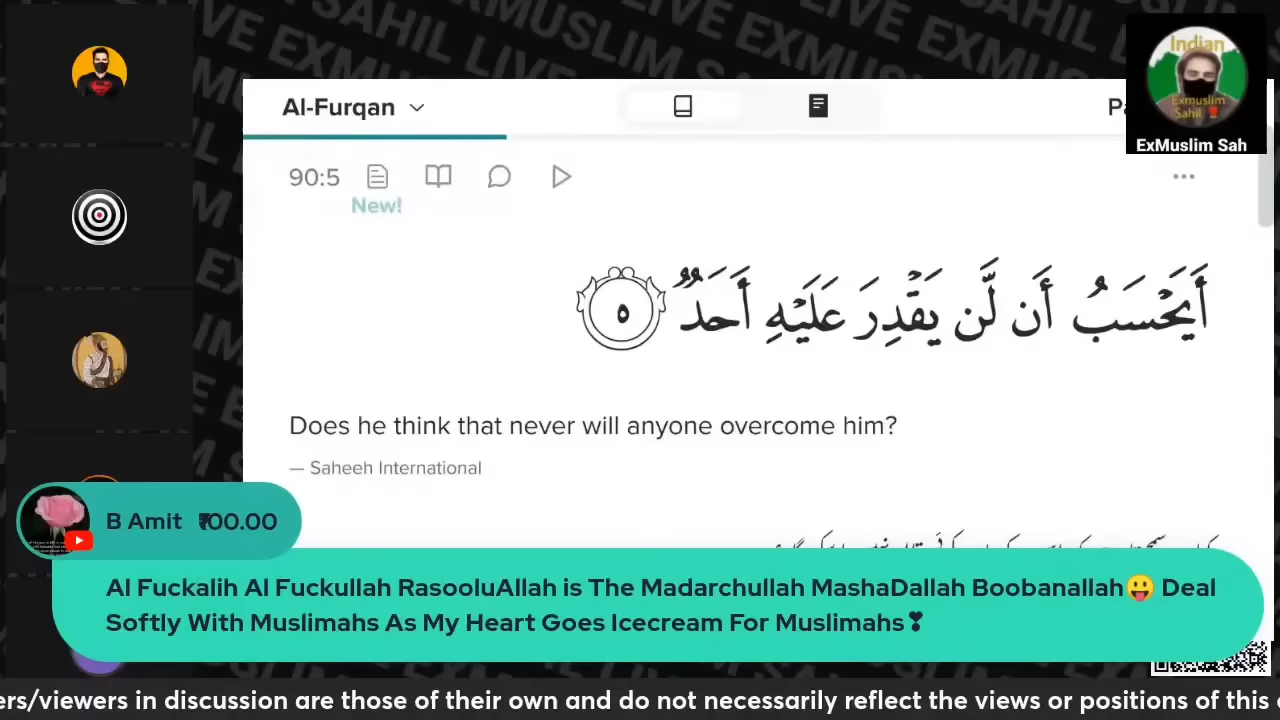 Al-Furqan
90:5
New!
Indian
Exmuslim
Sahil
ExMuslim Sah
أَيَحْسَبُ أَن لَّن يَقْدِرَ عَلَيْهِ أَحَدٌ ٥
Does he think that never will anyone overcome him?
— Saheeh International
B Amit ₹100.00
Al Fuckalih Al Fuckullah RasooluAllah is The Madarchullah MashaDallah Boobanallah😛 Deal
Softly With Muslimahs As My Heart Goes Icecream For Muslimahs❣
ers/viewers in discussion are those of their own and do not necessarily reflect the views or positions of this